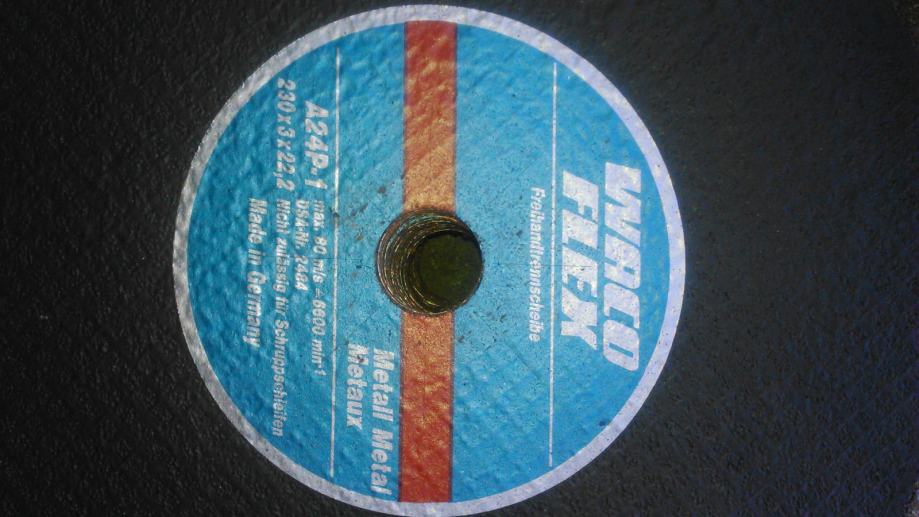 WACO
FLEX
Freihandtrennscheibe
Metall Metal
Metaux
A24P-1 max. 80 m/s = 6600 min-1
DSA-Nr. 2484
230x3x22,2 Nicht zulässig für Schruppschleifen
Made in Germany